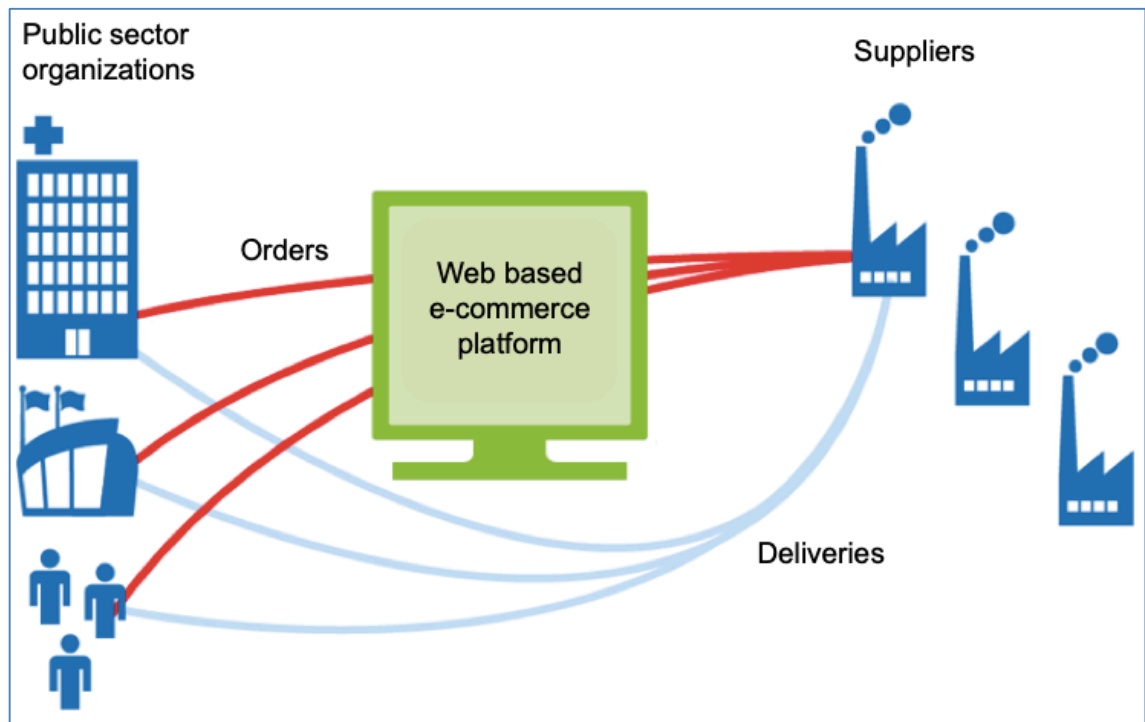 Public sector
organizations
Suppliers
Orders
Web based
e-commerce
platform
Deliveries